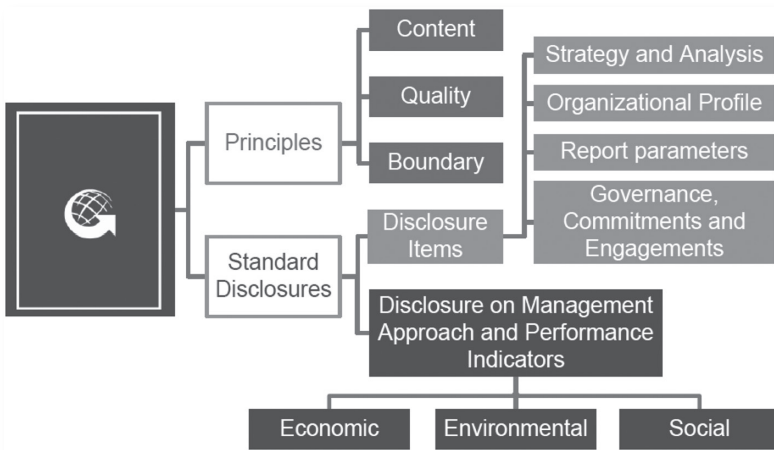 Content
Quality
Boundary
Principles
Standard
Disclosures
Disclosure
Items
Strategy and Analysis
Organizational Profile
Report parameters
Governance,
Commitments and
Engagements
Disclosure on Management
Approach and Performance
Indicators
Economic
Environmental
Social